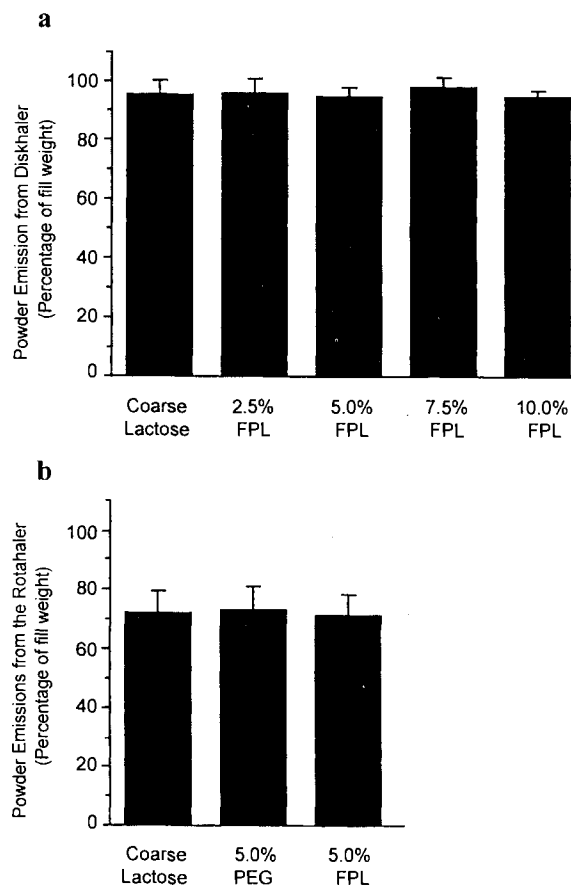 a
Powder Emission from Diskhaler
(Percentage of fill weight)
100
80
60
40
20
0
Coarse
Lactose
2.5%
FPL
5.0%
FPL
7.5%
FPL
10.0%
FPL
b
Powder Emissions from the Rotahaler
(Percentage of fill weight)
100
80
60
40
20
0
Coarse
Lactose
5.0%
PEG
5.0%
FPL